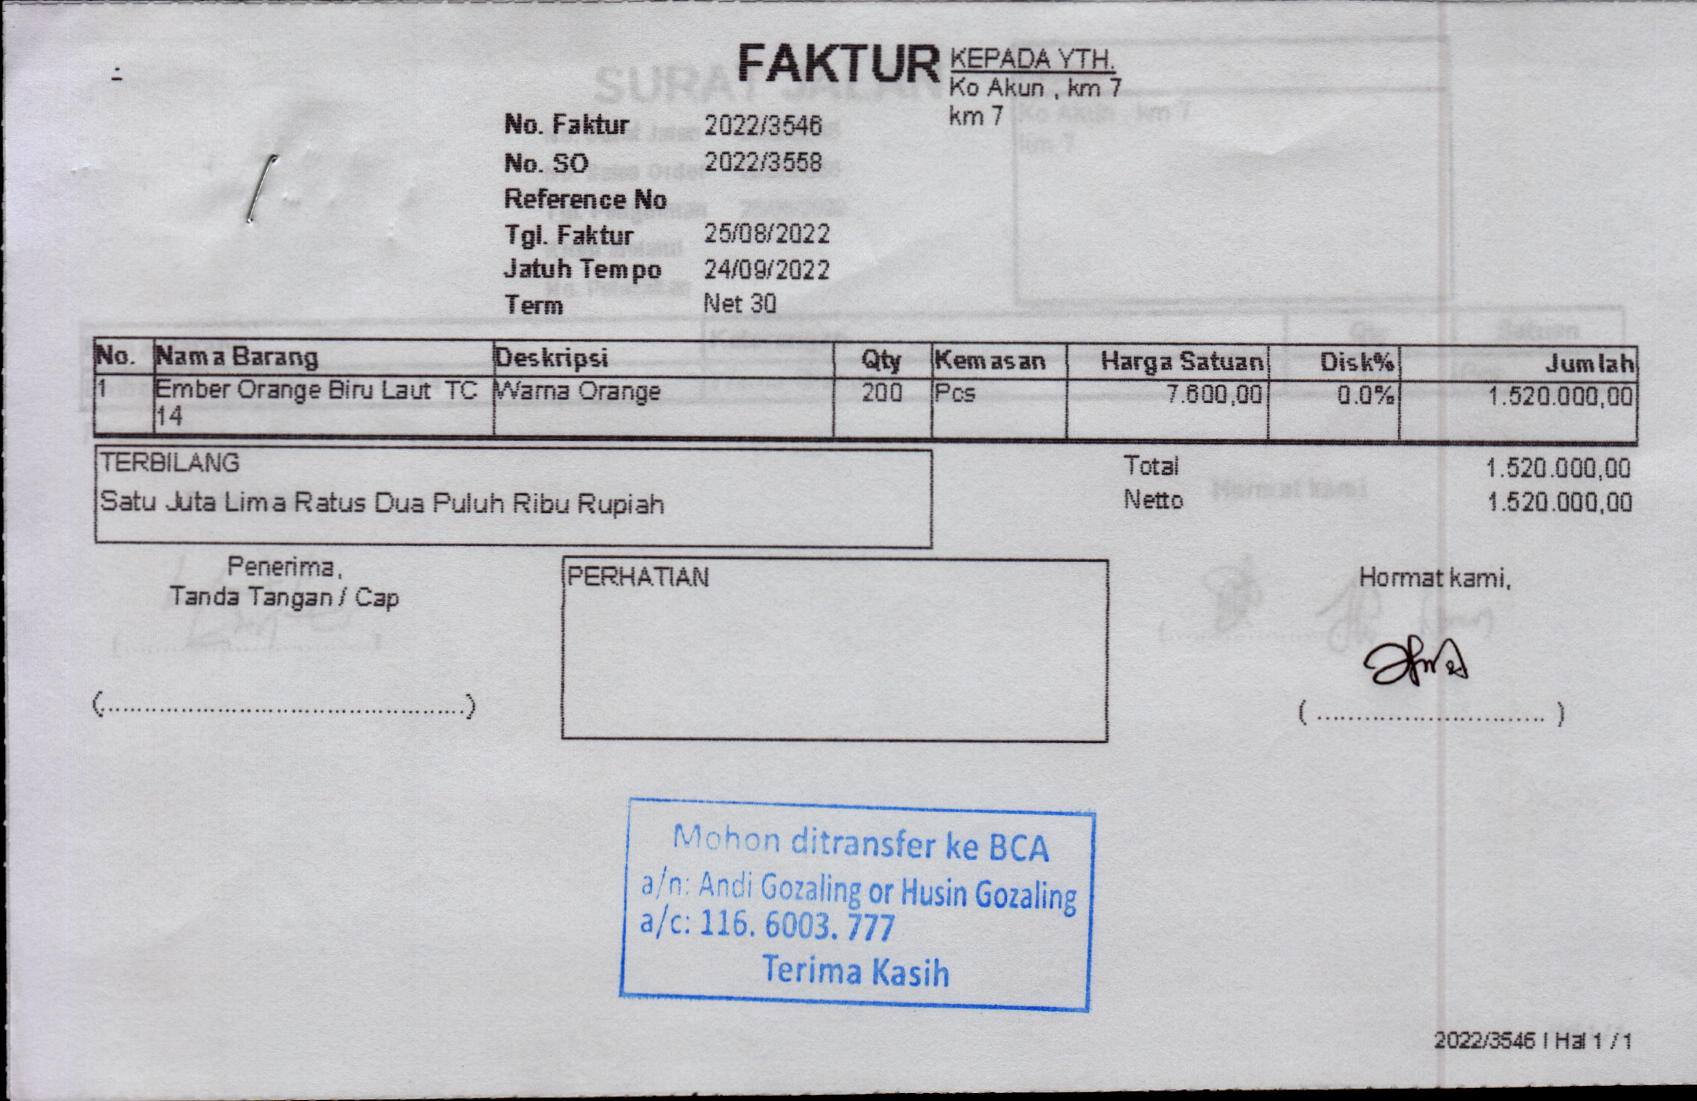 FAKTUR
KEPADA YTH.
Ko Akun , km 7
km 7
No. Faktur 2022/3546
No. SO 2022/3558
Reference No
Tgl. Faktur 25/08/2022
Jatuh Tempo 24/09/2022
Term Net 30
No. Nama Barang Deskripsi Qty Kemasan Harga Satuan Disk% Jumlah
1 Ember Orange Biru Laut TC Warna Orange 200 Pcs 7.600,00 0.0% 1.520.000,00
14
TERBILANG
Satu Juta Lima Ratus Dua Puluh Ribu Rupiah
Total 1.520.000,00
Netto 1.520.000,00
Penerima,
Tanda Tangan / Cap
(................................................)
PERHATIAN
Hormat kami,
( ............................. )
Mohon ditransfer ke BCA
a/n: Andi Gozaling or Husin Gozaling
a/c: 116. 6003. 777
Terima Kasih
2022/3546 | Hal 1 / 1